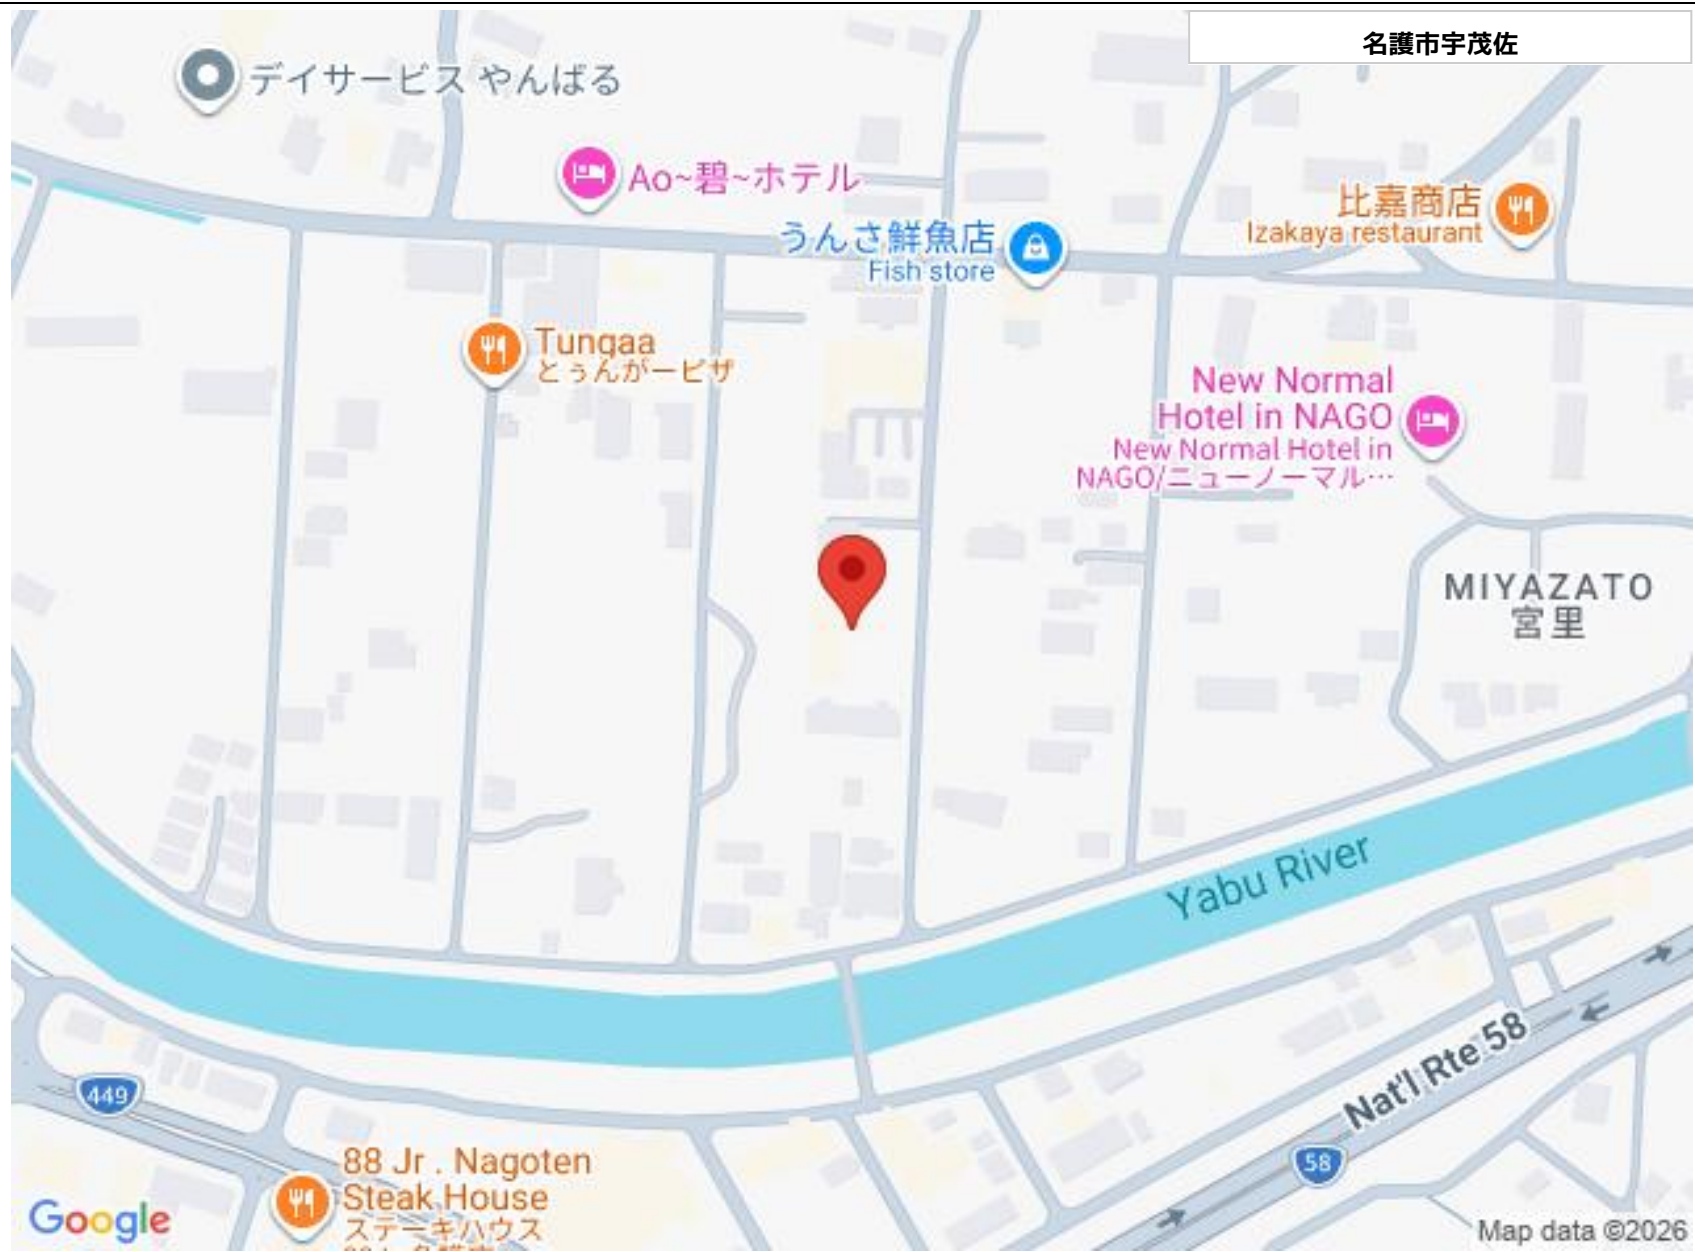 名護市宇茂佐
デイサービス やんばる
Ao~碧~ホテル
比嘉商店
Izakaya restaurant
うんさ鮮魚店
Fish store
Tungaa
とぅんがーピザ
New Normal
Hotel in NAGO
New Normal Hotel in
NAGO/ニューノーマル…
MIYAZATO
宮里
Yabu River
Nat'l Rte 58
58
449
88 Jr . Nagoten
Steak House
ステーキハウス
Google
Map data ©2026